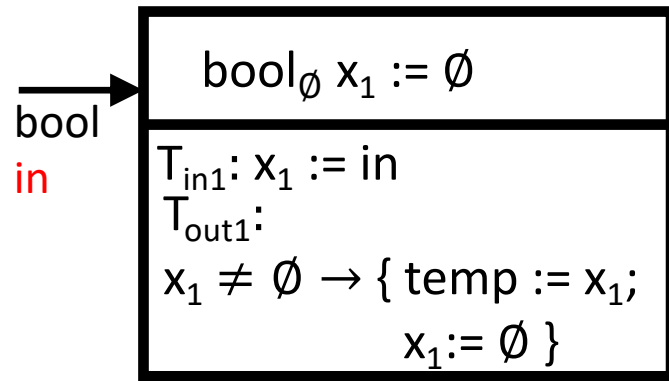 bool∅ x₁ := ∅
bool
in
Tᵢₙ₁: x₁ := in
Tₒᵤₜ₁:
x₁ ≠ ∅ → { temp := x₁;
x₁:= ∅ }